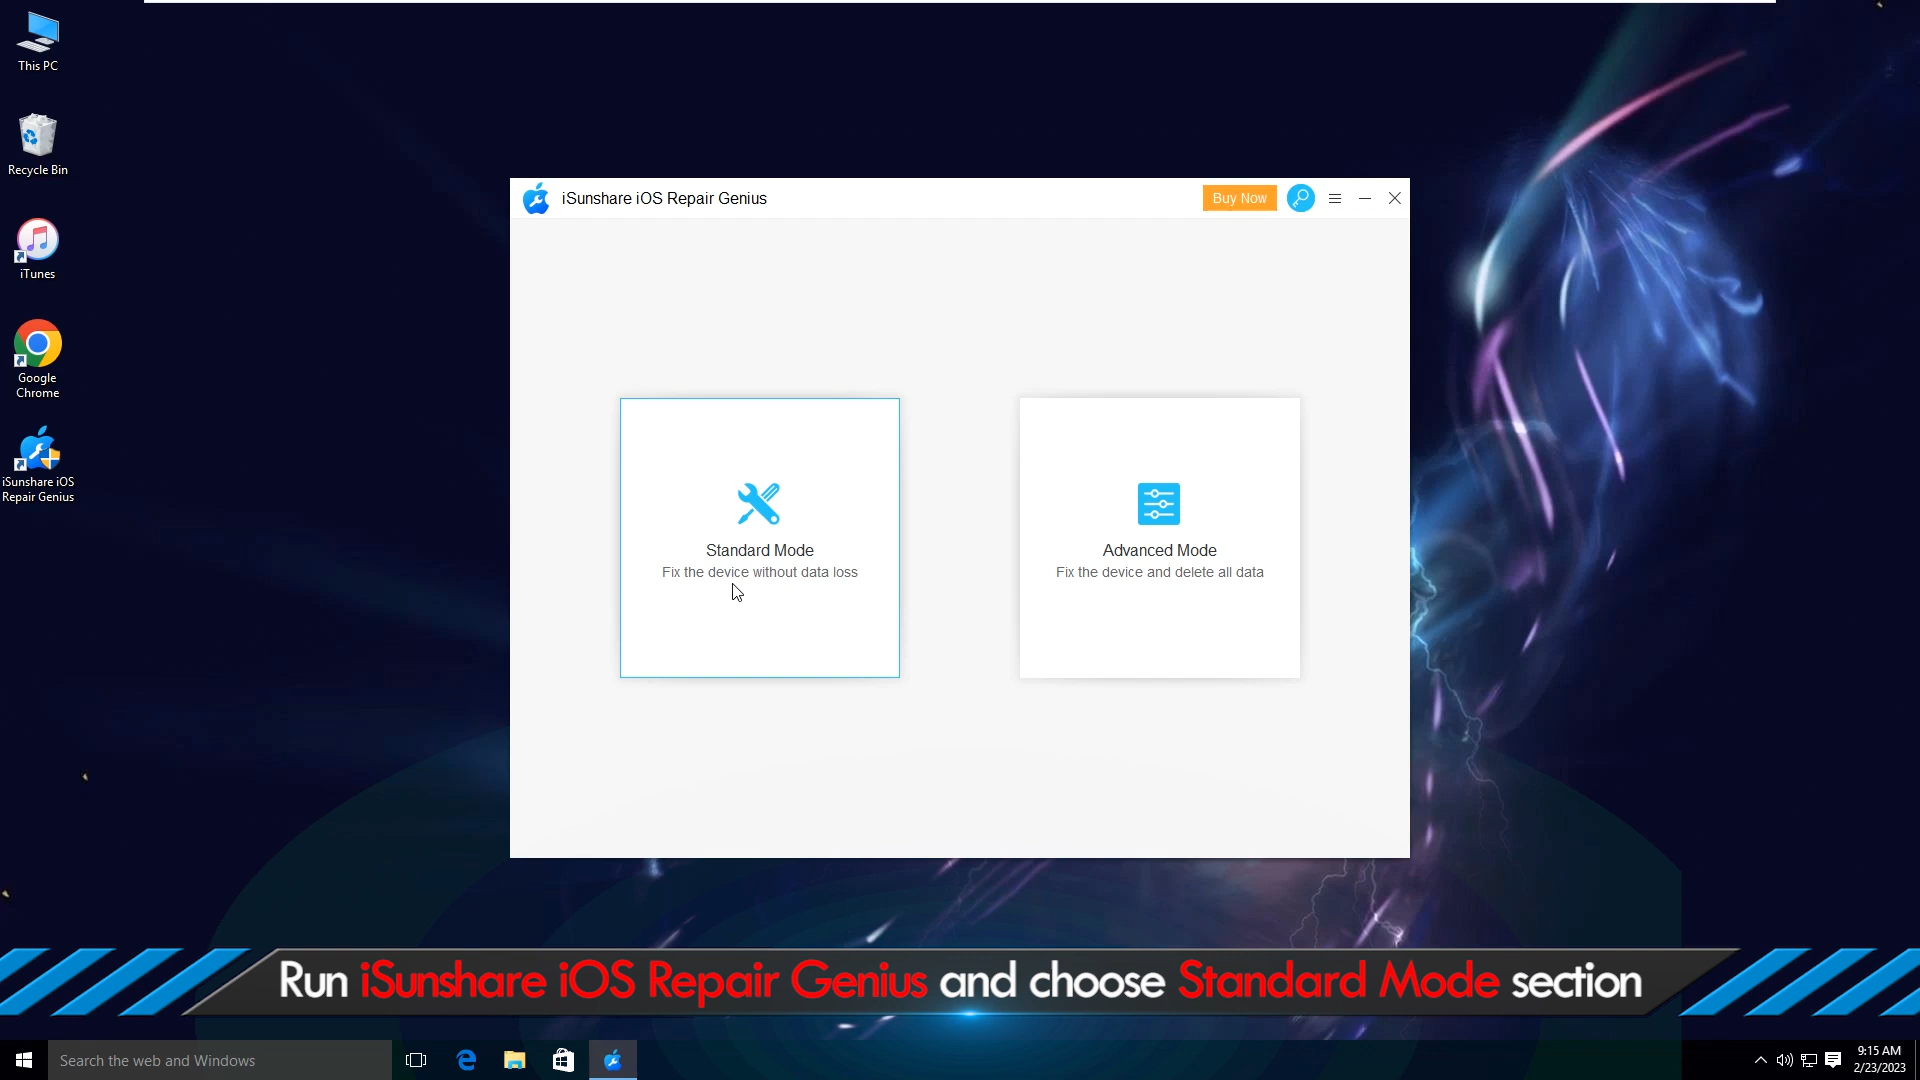 This PC
Recycle Bin
iTunes
Google
Chrome
iSunshare iOS
Repair Genius
iSunshare iOS Repair Genius
Buy Now
Standard Mode
Fix the device without data loss
Advanced Mode
Fix the device and delete all data
Run iSunshare iOS Repair Genius and choose Standard Mode section
Search the web and Windows
9:15 AM
2/23/2023